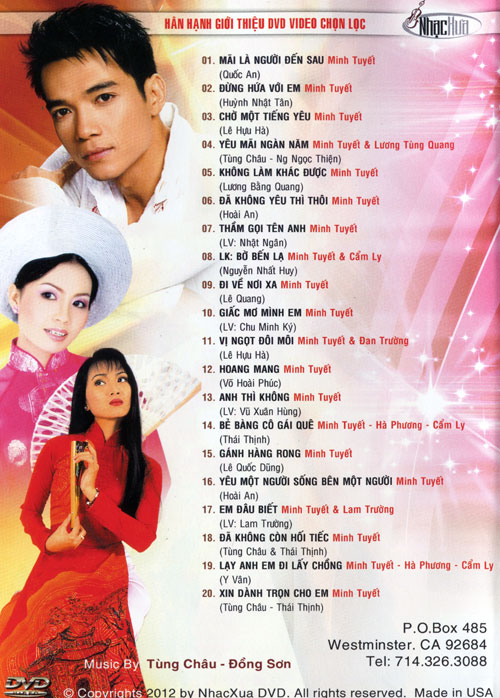 HÂN HẠNH GIỚI THIỆU DVD VIDEO CHỌN LỌC
NhạcXưa
01. MÃI LÀ NGƯỜI ĐẾN SAU Minh Tuyết
(Quốc An)
02. ĐỪNG HỨA VỚI EM Minh Tuyết
(Huỳnh Nhật Tân)
03. CHỜ MỘT TIẾNG YÊU Minh Tuyết
(Lê Hựu Hà)
04. YÊU MÃI NGÀN NĂM Minh Tuyết & Lương Tùng Quang
(Tùng Châu - Ng Ngọc Thiện)
05. KHÔNG LÀM KHÁC ĐƯỢC Minh Tuyết
(Lương Bằng Quang)
06. ĐÃ KHÔNG YÊU THÌ THÔI Minh Tuyết
(Hoài An)
07. THẦM GỌI TÊN ANH Minh Tuyết
(LV: Nhật Ngân)
08. LK: BỜ BẾN LẠ Minh Tuyết & Cẩm Ly
(Nguyễn Nhất Huy)
09. ĐI VỀ NƠI XA Minh Tuyết
(Lê Quang)
10. GIẤC MƠ MÌNH EM Minh Tuyết
(LV: Chu Minh Ký)
11. VỊ NGỌT ĐÔI MÔI Minh Tuyết & Đan Trường
(Lê Hựu Hà)
12. HOANG MANG Minh Tuyết
(Võ Hoài Phúc)
13. ANH THÌ KHÔNG Minh Tuyết
(LV: Vũ Xuân Hùng)
14. BẺ BÀNG CÔ GÁI QUÊ Minh Tuyết - Hà Phương - Cẩm Ly
(Thái Thịnh)
15. GÁNH HÀNG RONG Minh Tuyết
(Lê Quốc Dũng)
16. YÊU MỘT NGƯỜI SỐNG BÊN MỘT NGƯỜI Minh Tuyết
(Hoài An)
17. EM ĐÂU BIẾT Minh Tuyết & Lam Trường
(LV: Lam Trường)
18. ĐÃ KHÔNG CÒN HỐI TIẾC Minh Tuyết
(Tùng Châu & Thái Thịnh)
19. LẠY ANH EM ĐI LẤY CHỒNG Minh Tuyết - Hà Phương - Cẩm Ly
(Y Vân)
20. XIN DÀNH TRỌN CHO EM Minh Tuyết
(Tùng Châu - Thái Thịnh)
P.O.Box 485
Westminster. CA 92684
Tel: 714.326.3088
Music By Tùng Châu - Đồng Sơn
DVD
© Copyrights 2012 by NhacXua DVD. All rights reserved. Made in USA